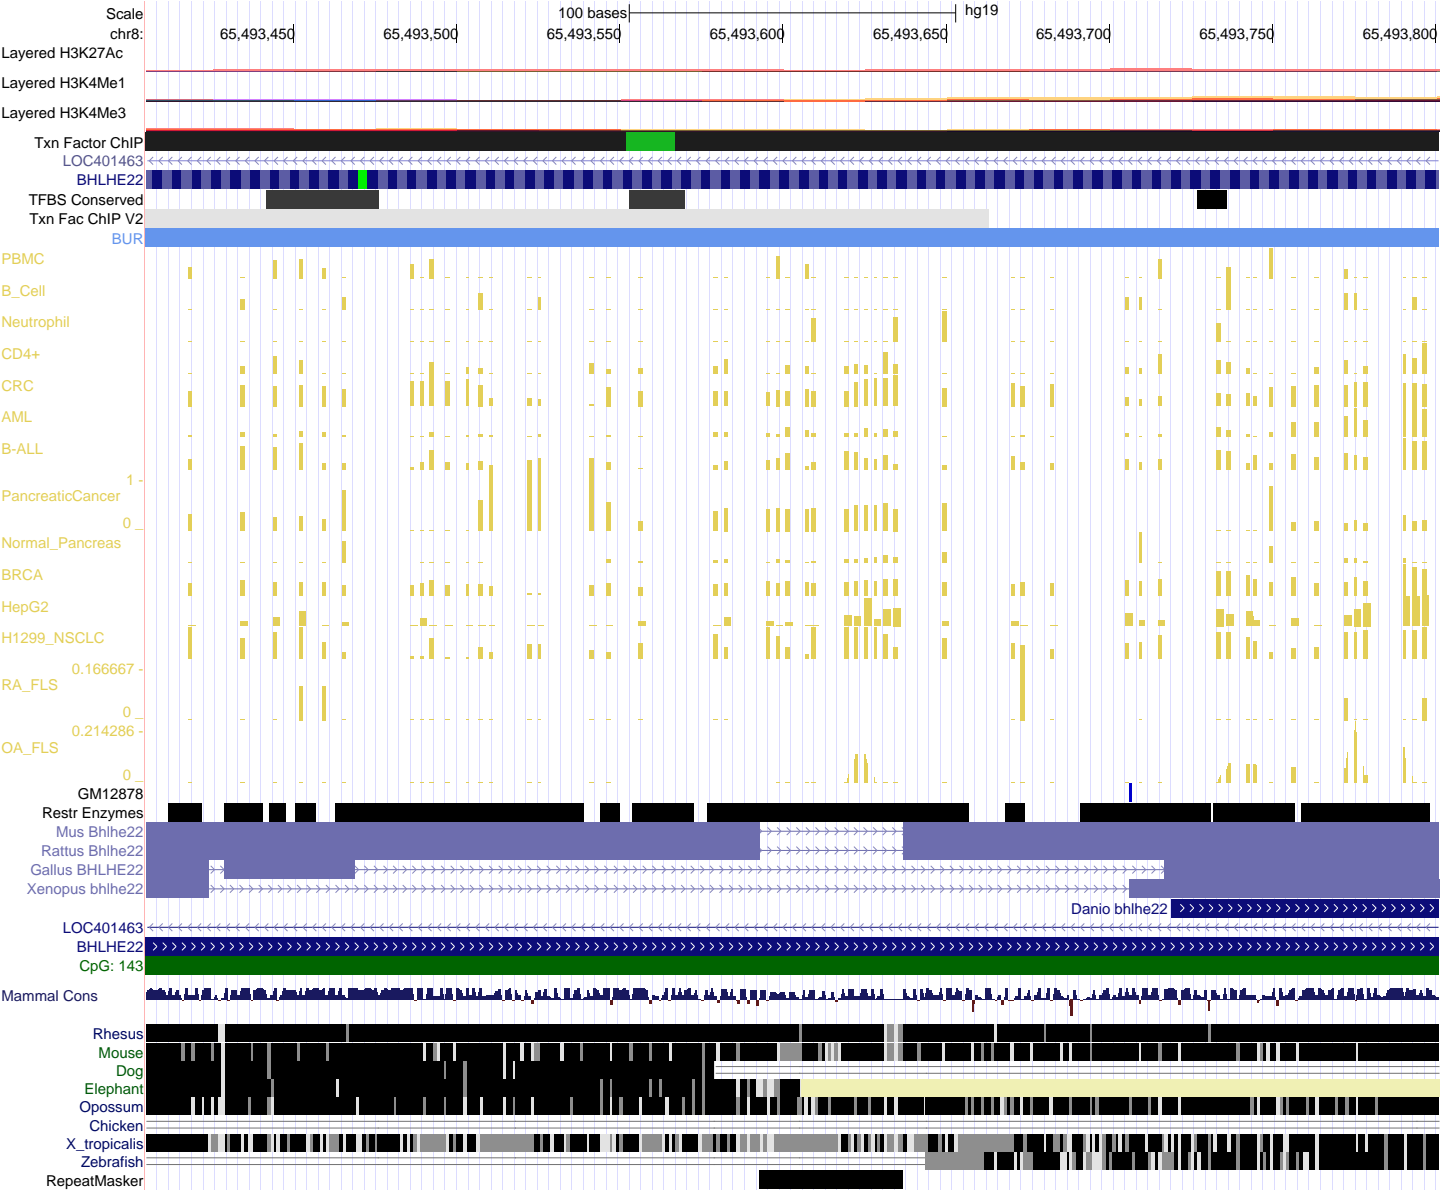 Scale 100 bases hg19
chr8: 65,493,450 65,493,500 65,493,550 65,493,600 65,493,650 65,493,700 65,493,750 65,493,800
Layered H3K27Ac
Layered H3K4Me1
Layered H3K4Me3
Txn Factor ChIP
LOC401463
BHLHE22
TFBS Conserved
Txn Fac ChIP V2
BUR
PBMC
B_Cell
Neutrophil
CD4+
CRC
AML
B-ALL
1 -
PancreaticCancer
0 _
Normal_Pancreas
BRCA
HepG2
H1299_NSCLC
0.166667 -
RA_FLS
0 _
0.214286 -
OA_FLS
0 _
GM12878
Restr Enzymes
Mus Bhlhe22
Rattus Bhlhe22
Gallus BHLHE22
Xenopus bhlhe22
Danio bhlhe22
LOC401463
BHLHE22
CpG: 143
Mammal Cons
Rhesus
Mouse
Dog
Elephant
Opossum
Chicken
X_tropicalis
Zebrafish
RepeatMasker